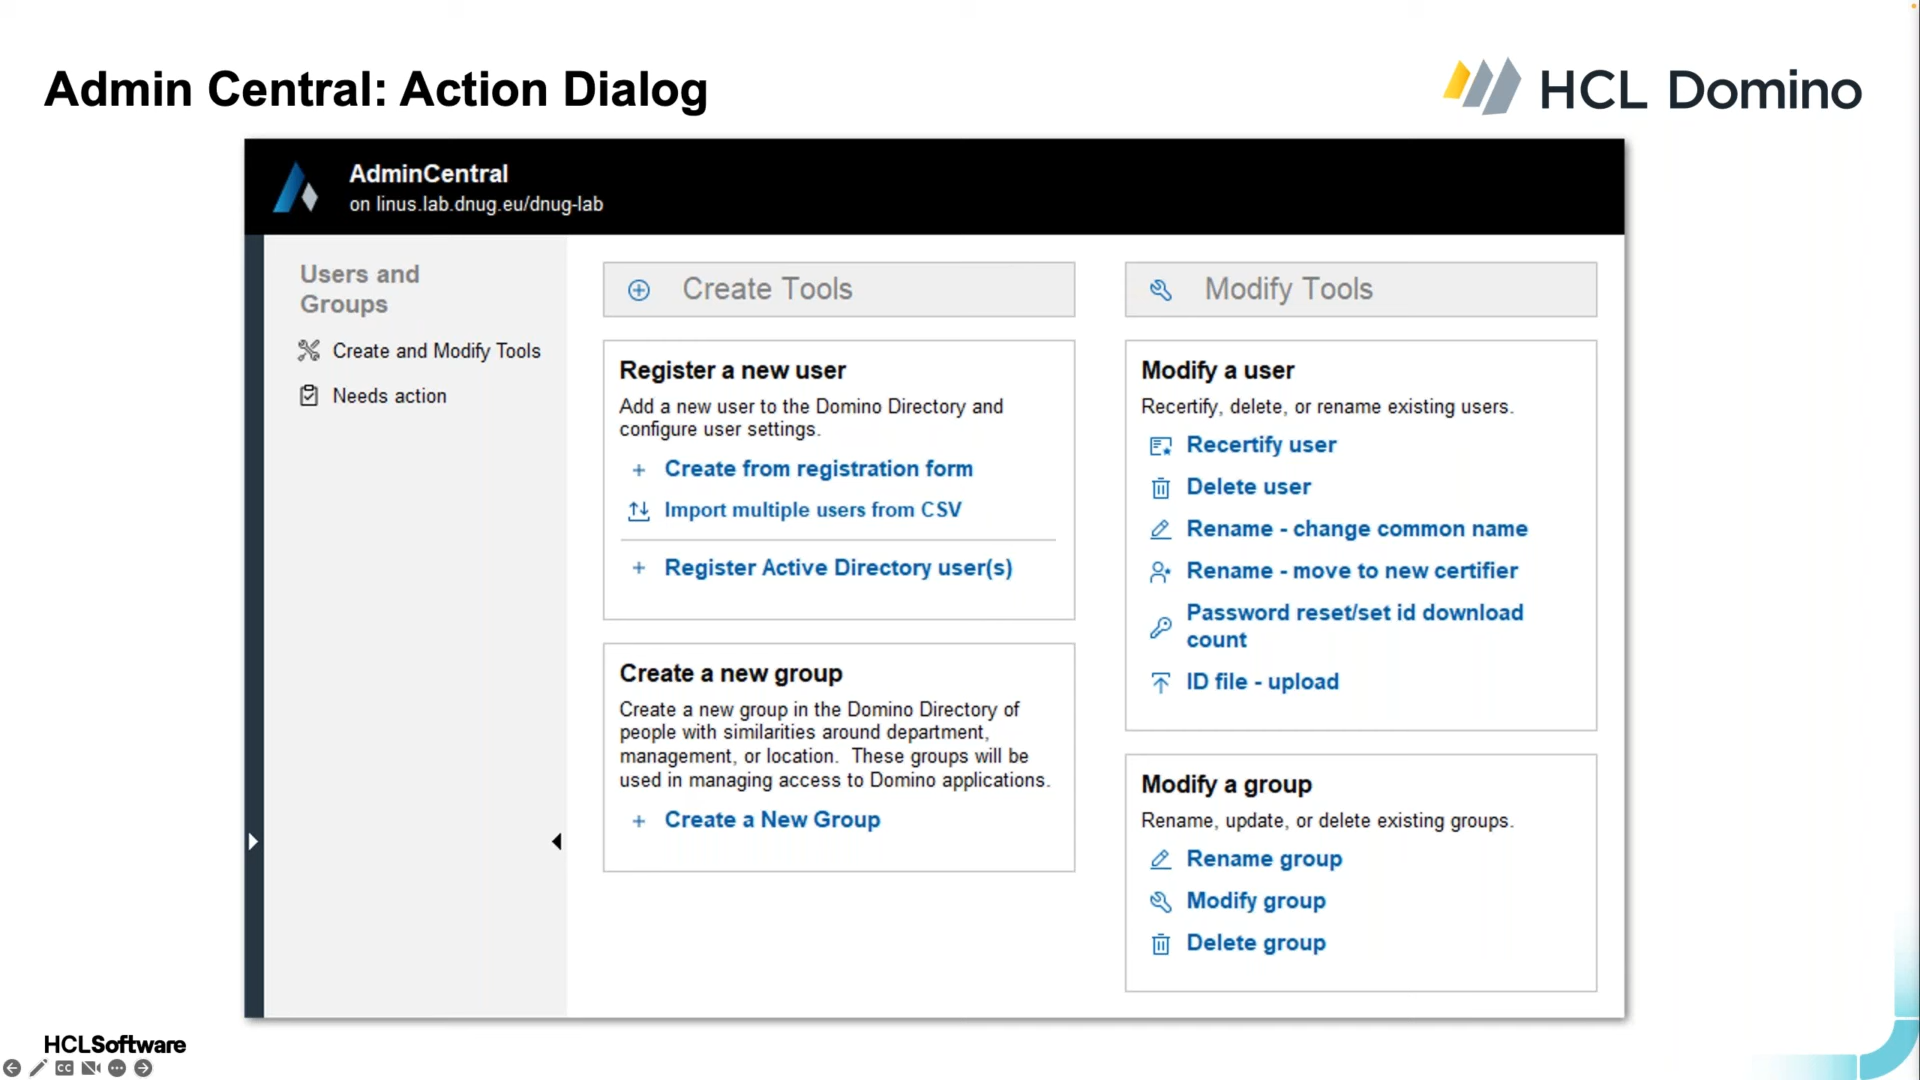 Admin Central: Action Dialog
HCL Domino
AdminCentral
on linus.lab.dnug.eu/dnug-lab
Users and
Groups
Create and Modify Tools
Needs action
Create Tools
Register a new user
Add a new user to the Domino Directory and
configure user settings.
Create from registration form
Import multiple users from CSV
Register Active Directory user(s)
Create a new group
Create a new group in the Domino Directory of
people with similarities around department,
management, or location.  These groups will be
used in managing access to Domino applications.
Create a New Group
Modify Tools
Modify a user
Recertify, delete, or rename existing users.
Recertify user
Delete user
Rename - change common name
Rename - move to new certifier
Password reset/set id download
count
ID file - upload
Modify a group
Rename, update, or delete existing groups.
Rename group
Modify group
Delete group
HCLSoftware
CC